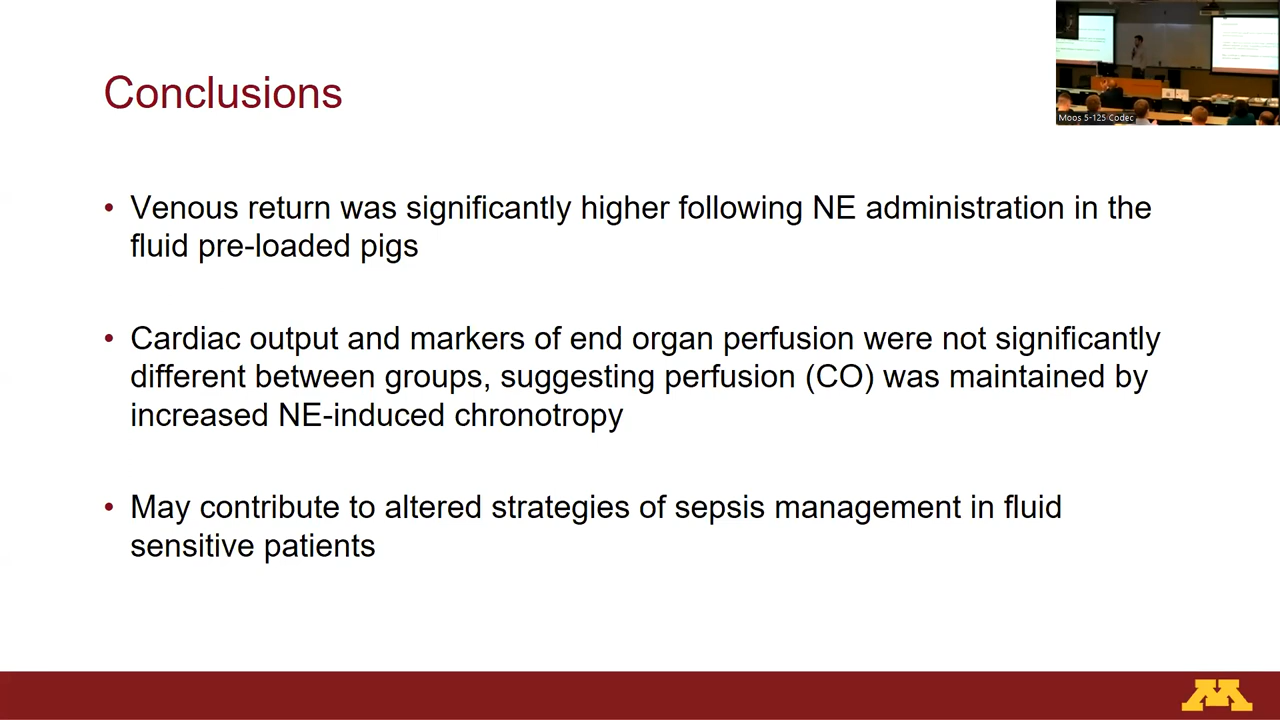 Moos 5-125 Codec
Conclusions
• Venous return was significantly higher following NE administration in the
fluid pre-loaded pigs
• Cardiac output and markers of end organ perfusion were not significantly
different between groups, suggesting perfusion (CO) was maintained by
increased NE-induced chronotropy
• May contribute to altered strategies of sepsis management in fluid
sensitive patients
M